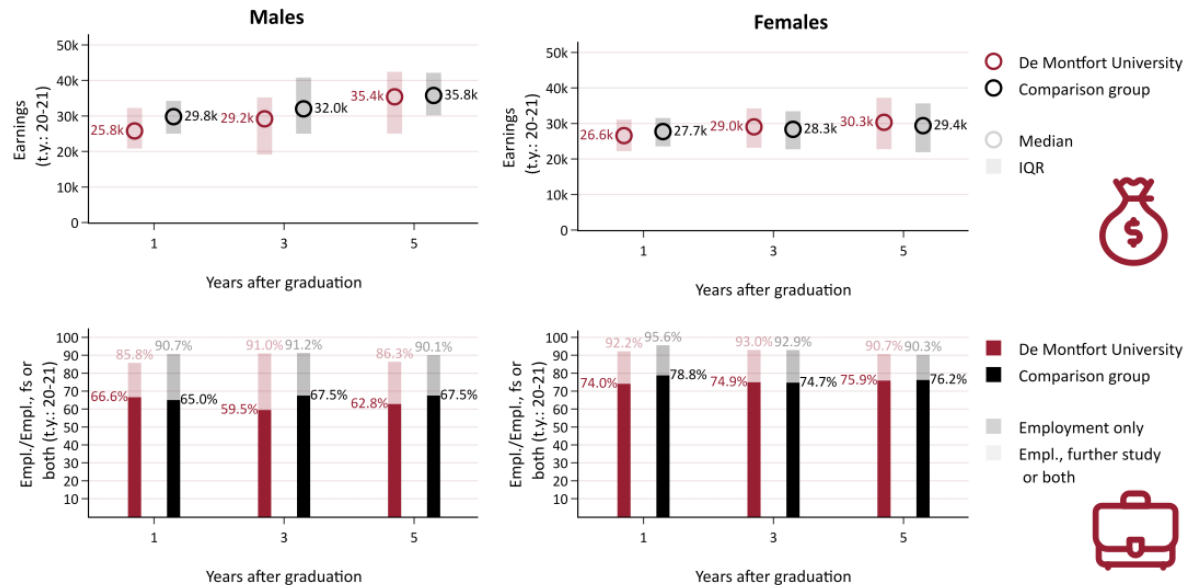 Males
Females
50k
40k
30k
20k
10k
0
Earnings
(t.y.: 20-21)
25.8k
29.8k
29.2k
32.0k
35.4k
35.8k
1
3
5
Years after graduation
50k
40k
30k
20k
10k
0
Earnings
(t.y.: 20-21)
26.6k
27.7k
29.0k
28.3k
30.3k
29.4k
1
3
5
Years after graduation
De Montfort University
Comparison group
Median
IQR
$
100
90
80
70
60
50
40
30
20
10
Empl./Empl., fs or
both (t.y.: 20-21)
85.8%
90.7%
91.0%
91.2%
86.3%
90.1%
66.6%
65.0%
59.5%
67.5%
62.8%
67.5%
1
3
5
Years after graduation
100
90
80
70
60
50
40
30
20
10
Empl./Empl., fs or
both (t.y.: 20-21)
92.2%
95.6%
93.0%
92.9%
90.7%
90.3%
74.0%
78.8%
74.9%
74.7%
75.9%
76.2%
1
3
5
Years after graduation
De Montfort University
Comparison group
Employment only
Empl., further study
or both